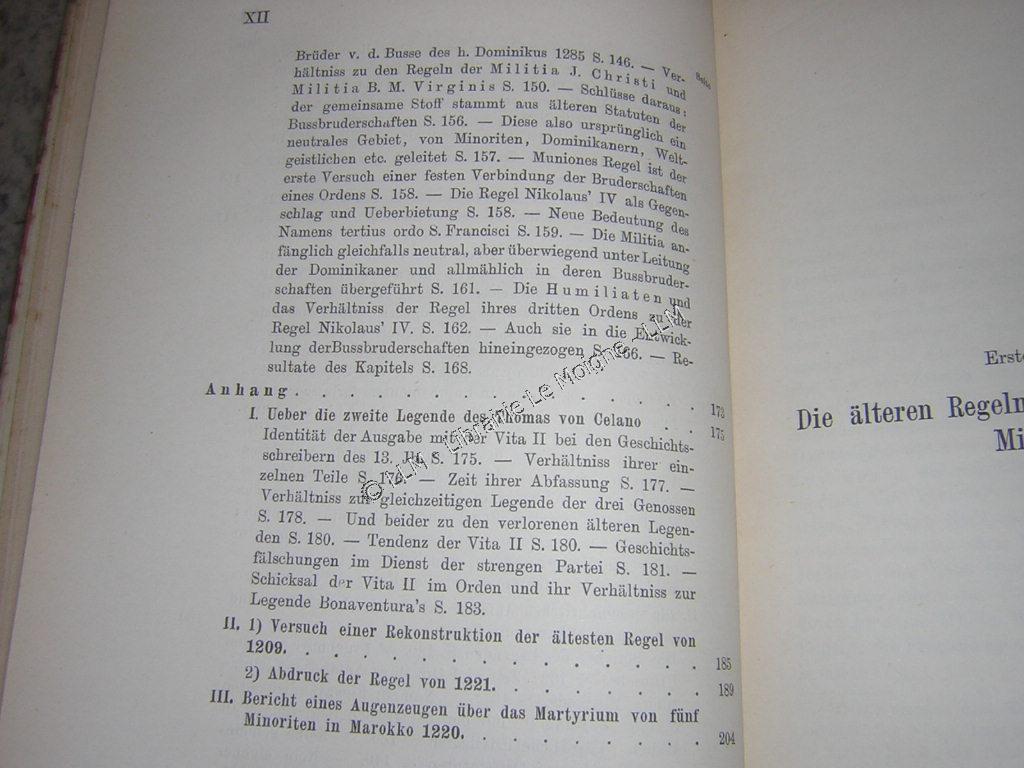 XII
Seite
Brüder v. d. Busse des h. Dominikus 1285 S. 146. — Ver-
hältniss zu den Regeln der Militia J. Christi und
Militia B. M. Virginis S. 150. — Schlüsse daraus:
der gemeinsame Stoff stammt aus älteren Statuten der
Bussbruderschaften S. 156. — Diese also ursprünglich ein
neutrales Gebiet, von Minoriten, Dominikanern, Welt-
geistlichen etc. geleitet S. 157. — Muniones Regel ist der
erste Versuch einer festen Verbindung der Bruderschaften
eines Ordens S. 158. — Die Regel Nikolaus' IV als Gegen-
schlag und Ueberbietung S. 158. — Neue Bedeutung des
Namens tertius ordo S. Francisci S. 159. — Die Militia an-
fänglich gleichfalls neutral, aber überwiegend unter Leitung
der Dominikaner und allmählich in deren Bussbruder-
schaften übergeführt S. 161. — Die Humiliaten und
das Verhältniss der Regel ihres dritten Ordens zu der
Regel Nikolaus' IV. S. 162. — Auch sie in die Entwick-
lung derBussbruderschaften hineingezogen S. 166. — Re-
sultate des Kapitels S. 168.
Anhang . . . . . . . . . . . . . . . 173
I. Ueber die zweite Legende des Thomas von Celano . . 175
Identität der Ausgabe mit der Vita II bei den Geschichts-
schreibern des 13. Jh. S. 175. — Verhältniss ihrer ein-
zelnen Teile S. — Zeit ihrer Abfassung S. 177. —
Verhältniss zur gleichzeitigen Legende der drei Genossen
S. 178. — Und beider zu den verlorenen älteren Legen-
den S. 180. — Tendenz der Vita II S. 180. — Geschichts-
fälschungen im Dienst der strengen Partei S. 181. —
Schicksal der Vita II im Orden und ihr Verhältniss zur
Legende Bonaventura's S. 183.
II. 1) Versuch einer Rekonstruktion der ältesten Regel von
1209. . . . . . . . . . . . . . . 185
2) Abdruck der Regel von 1221. . . . . . . . 189
III. Bericht eines Augenzeugen über das Martyrium von fünf
Minoriten in Marokko 1220. . . . . . . . . 204
© LLM - Librairie Le Moigne - LLM
Erste
Die älteren Regeln
Mi